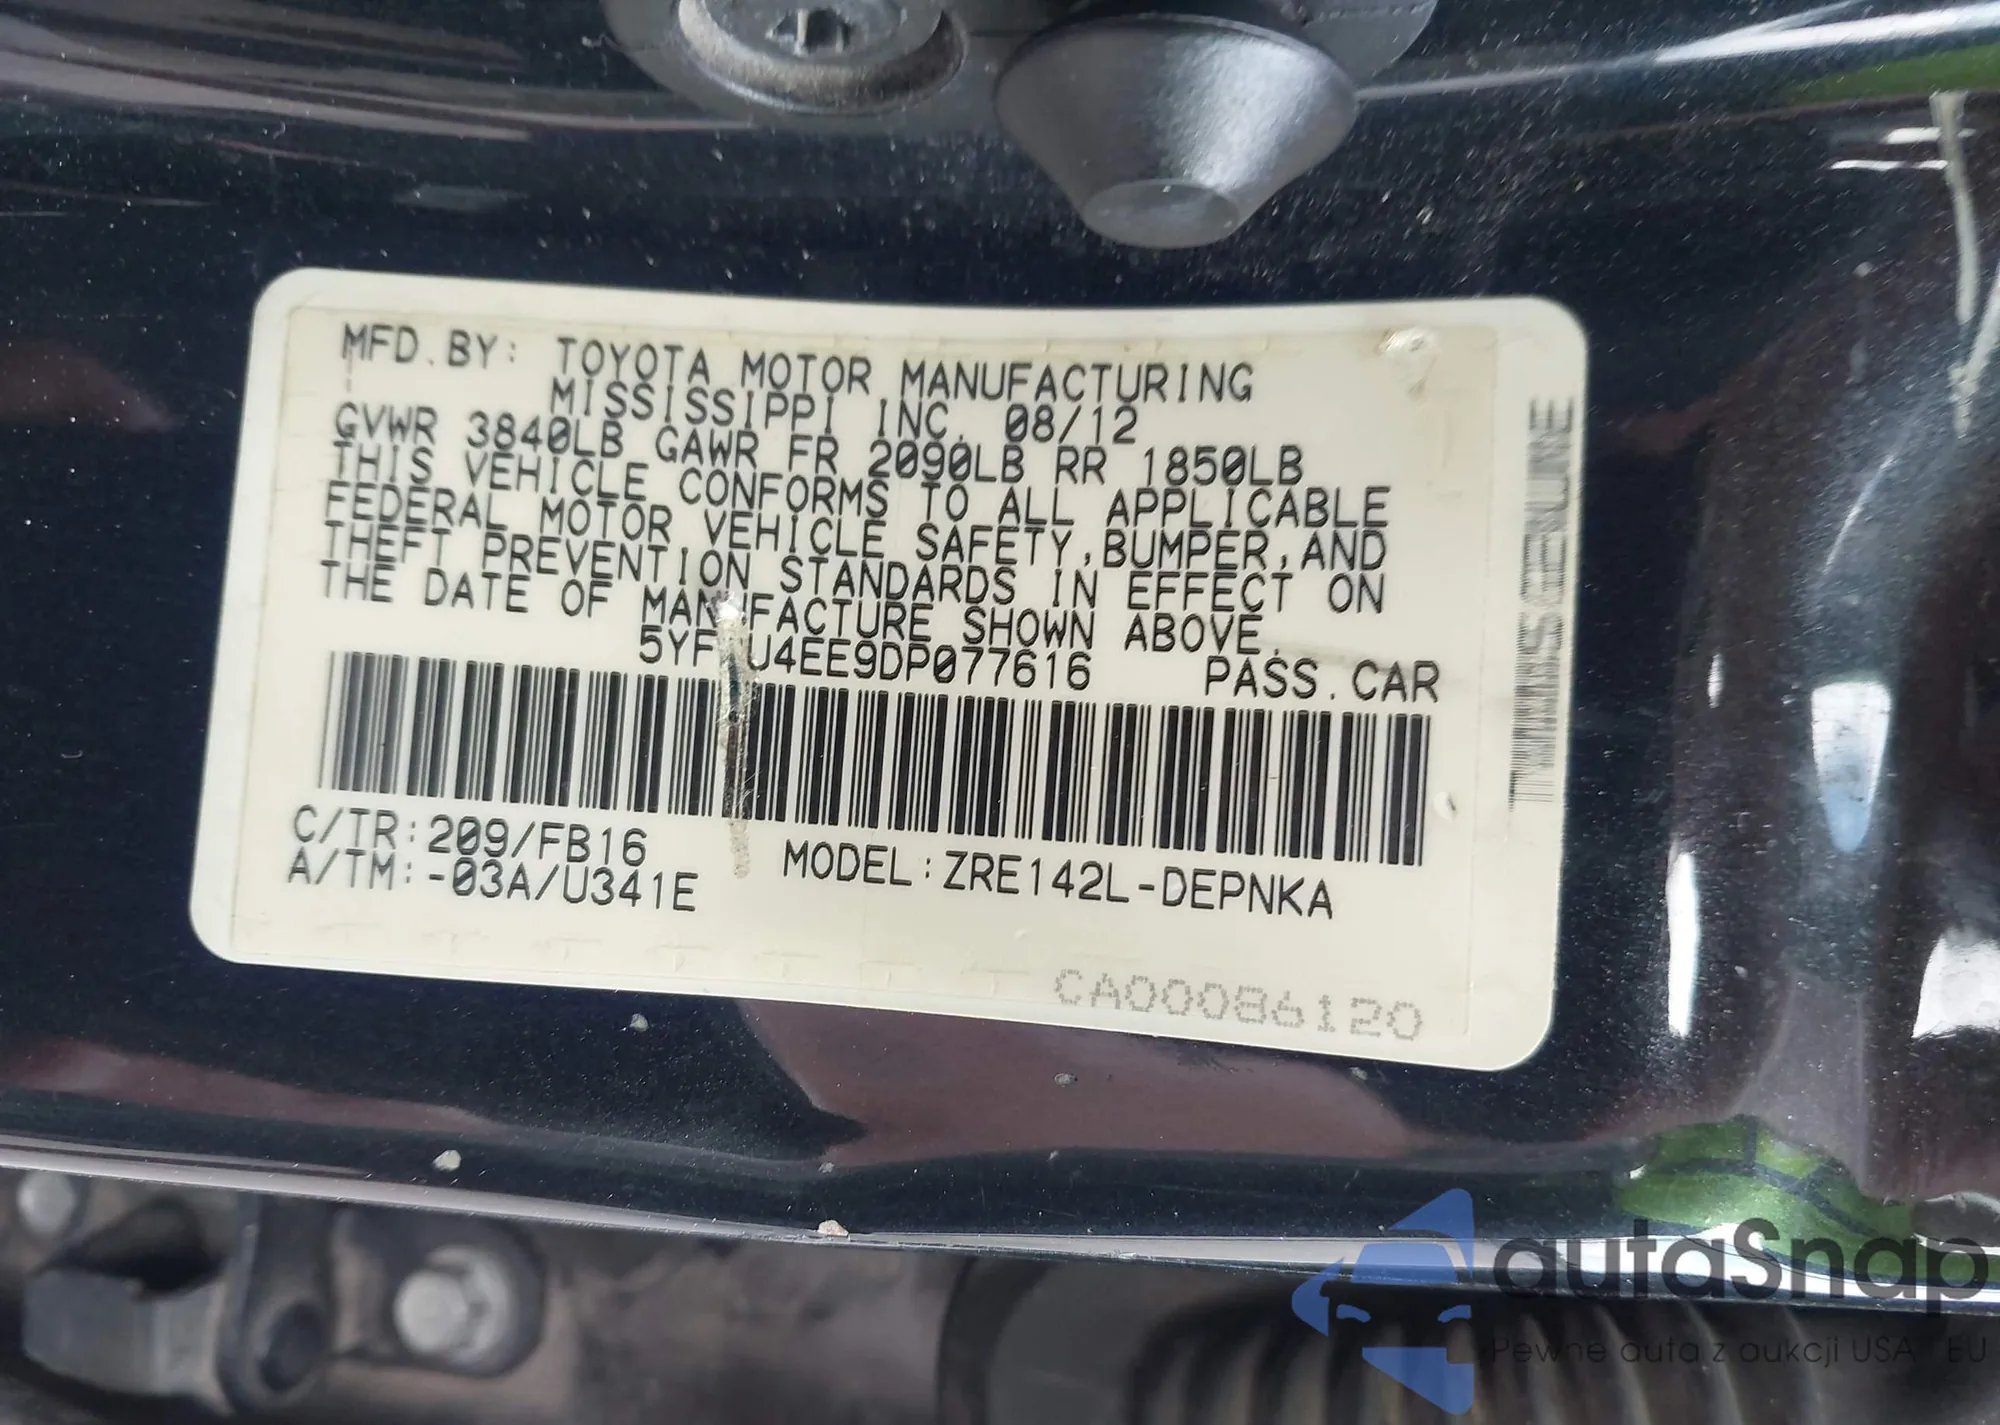 MFD.BY: TOYOTA MOTOR MANUFACTURING
MISSISSIPPI INC. 08/12
GVWR 3840LB GAWR FR 2090LB RR 1850LB
THIS VEHICLE CONFORMS TO ALL APPLICABLE
FEDERAL MOTOR VEHICLE SAFETY,BUMPER,AND
THEFT PREVENTION STANDARDS IN EFFECT ON
THE DATE OF MANUFACTURE SHOWN ABOVE.
PASS.CAR
C/TR:209/FB16
A/TM:-03A/U341E
MODEL:ZRE142L-DEPNKA
CA00086120
GENUINE
autoSnap
Pewne auta z aukcji USA i EU